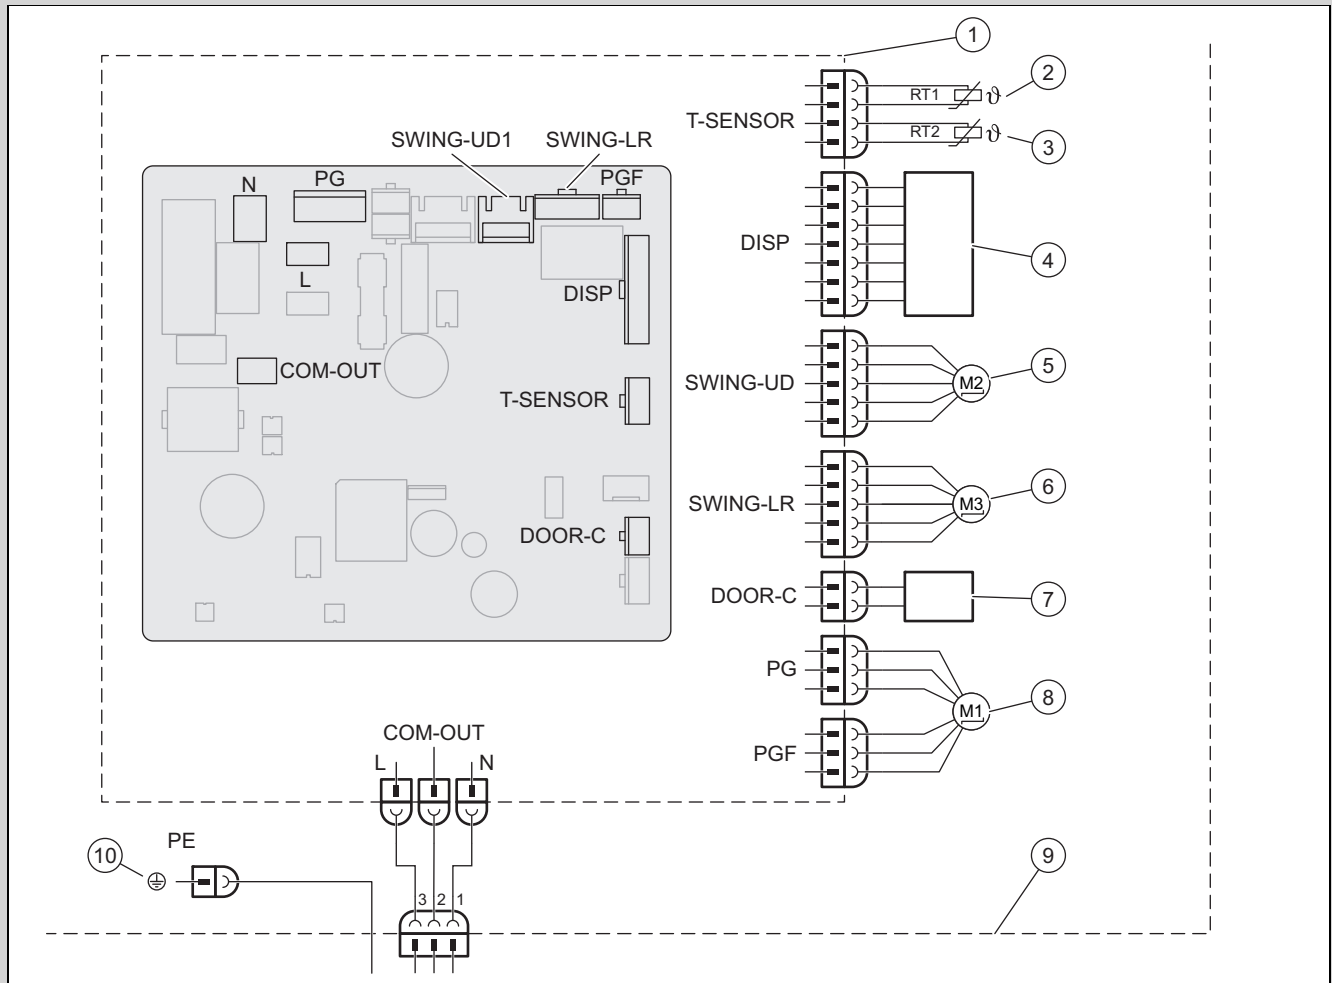 1
2
RT1 ϑ
T-SENSOR
RT2 ϑ
3
SWING-UD1 SWING-LR
N PG PGF
L
DISP
DISP
4
COM-OUT
T-SENSOR
SWING-UD M2 5
SWING-LR M3 6
DOOR-C
DOOR-C 7
PG
M1 8
PGF
COM-OUT
L N
PE
10
9
3 2 1